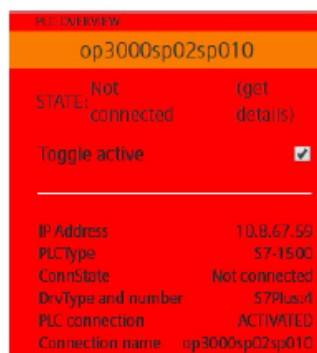 PLC OVERVIEW
op3000sp02sp010
STATE: Not connected (get details)
Toggle active
IP Address 10.8.67.59
PLCType S7-1500
ConnState Not connected
DrvType and number S7Plus:4
PLC connection ACTIVATED
Connection name op3000sp02sp010